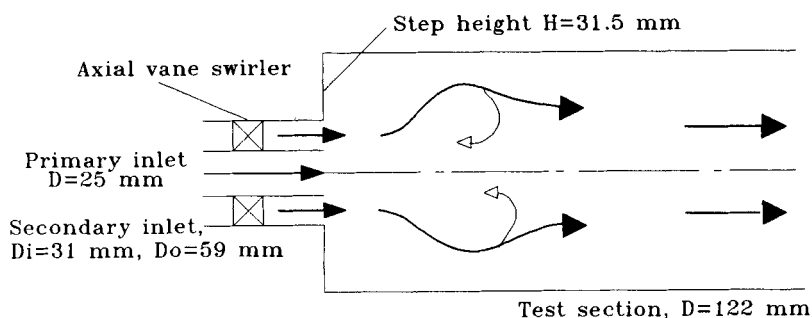 Step height H=31.5 mm
Axial vane swirler
Primary inlet
D=25 mm
Secondary inlet,
Di=31 mm, Do=59 mm
Test section, D=122 mm